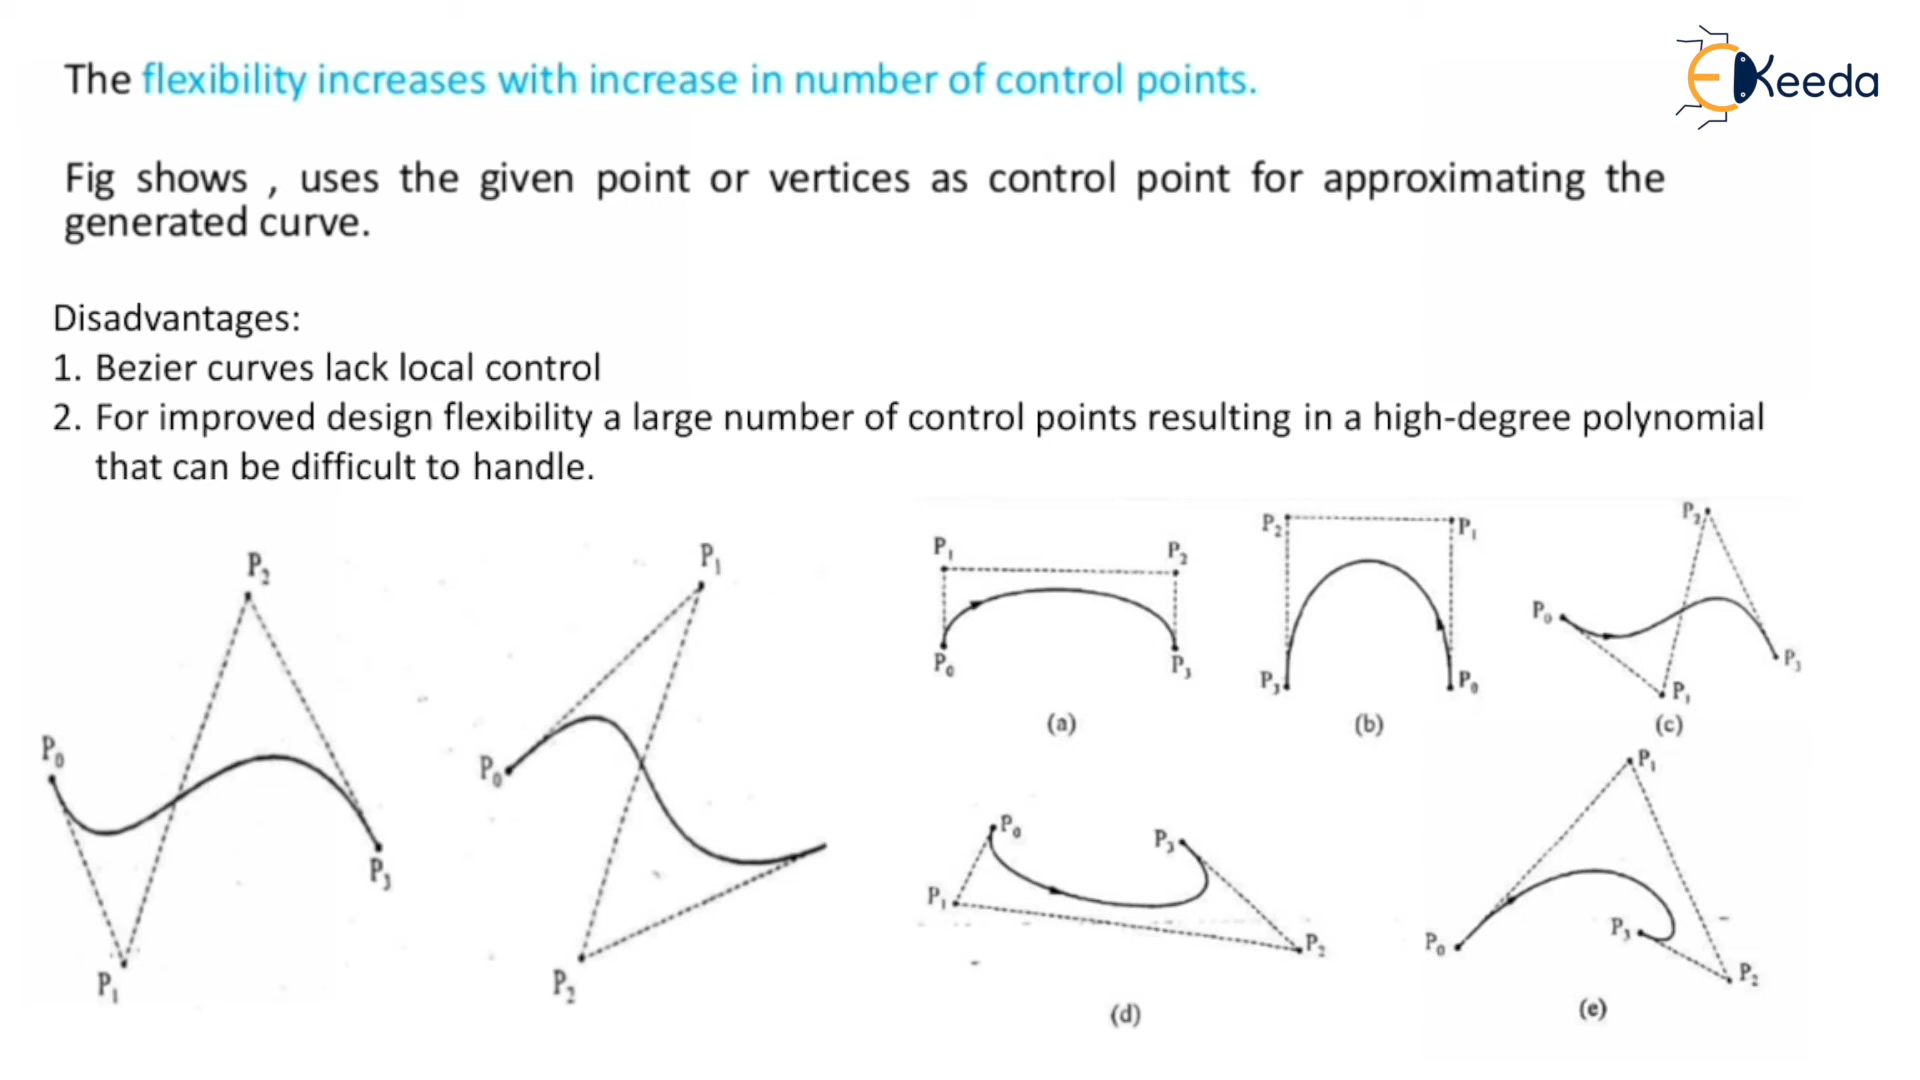 EKeeda
The flexibility increases with increase in number of control points.
Fig shows , uses the given point or vertices as control point for approximating the
generated curve.
Disadvantages:
1. Bezier curves lack local control
2. For improved design flexibility a large number of control points resulting in a high-degree polynomial
that can be difficult to handle.
P₂
P₀
P₁
P₃
P₁
P₀
P₂
P₁
P₂
P₀
P₃
(a)
P₂
P₁
P₃
P₀
(b)
P₂
P₀
P₁
P₃
(c)
P₀
P₃
P₁
P₂
(d)
P₁
P₀
P₃
P₂
(e)